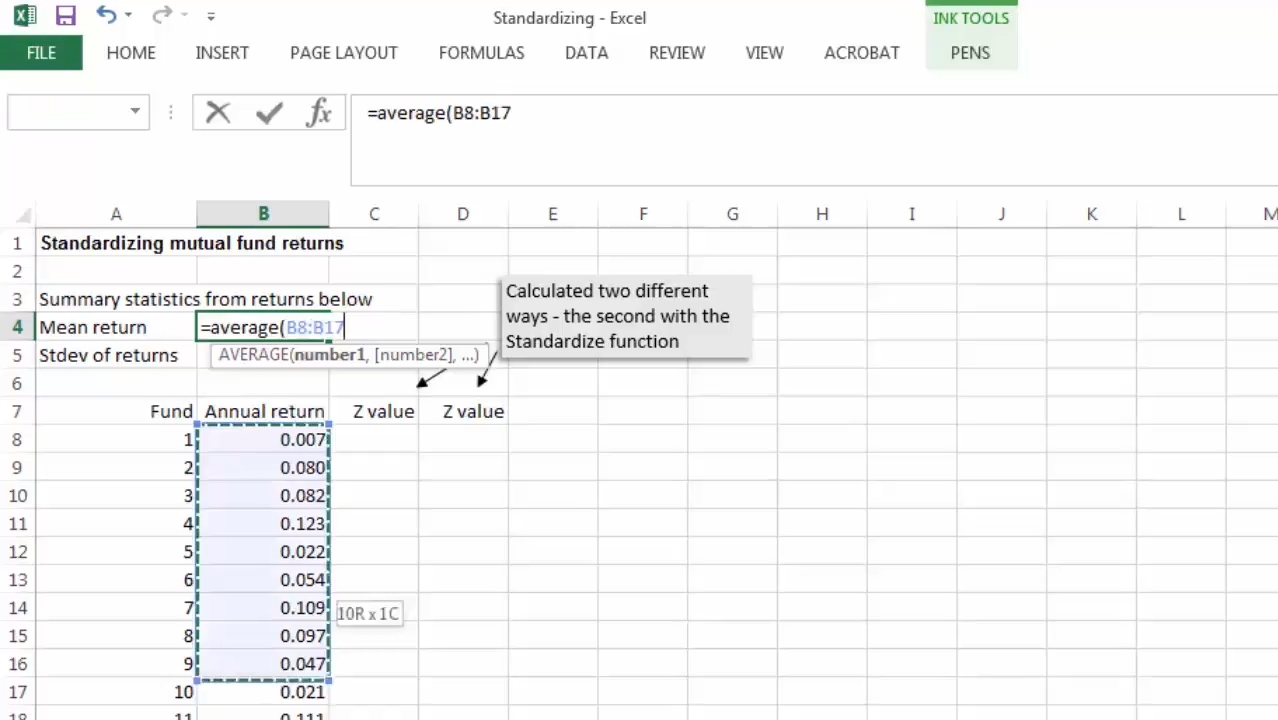 Standardizing - Excel
INK TOOLS
FILE HOME INSERT PAGE LAYOUT FORMULAS DATA REVIEW VIEW ACROBAT PENS
fx =average(B8:B17
A B C D E F G H I J K L M
1 Standardizing mutual fund returns
2
3 Summary statistics from returns below
4 Mean return =average(B8:B17
5 Stdev of returns AVERAGE(number1, [number2], ...)
Calculated two different
ways - the second with the
Standardize function
6
7 Fund Annual return Z value Z value
8 1 0.007
9 2 0.080
10 3 0.082
11 4 0.123
12 5 0.022
13 6 0.054
14 7 0.109 10R x 1C
15 8 0.097
16 9 0.047
17 10 0.021
18 11 0.111